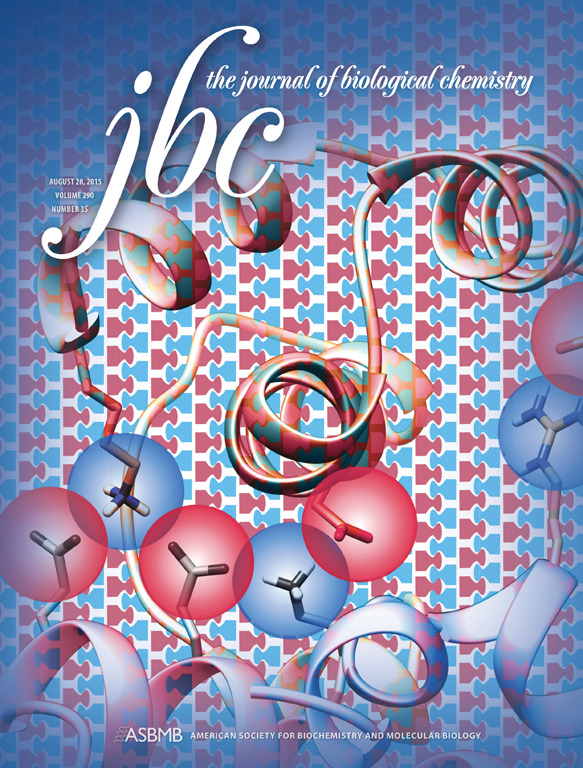 the journal of biological chemistry
jbc
AUGUST 28, 2015
VOLUME 290
NUMBER 35
ASBMB AMERICAN SOCIETY FOR BIOCHEMISTRY AND MOLECULAR BIOLOGY